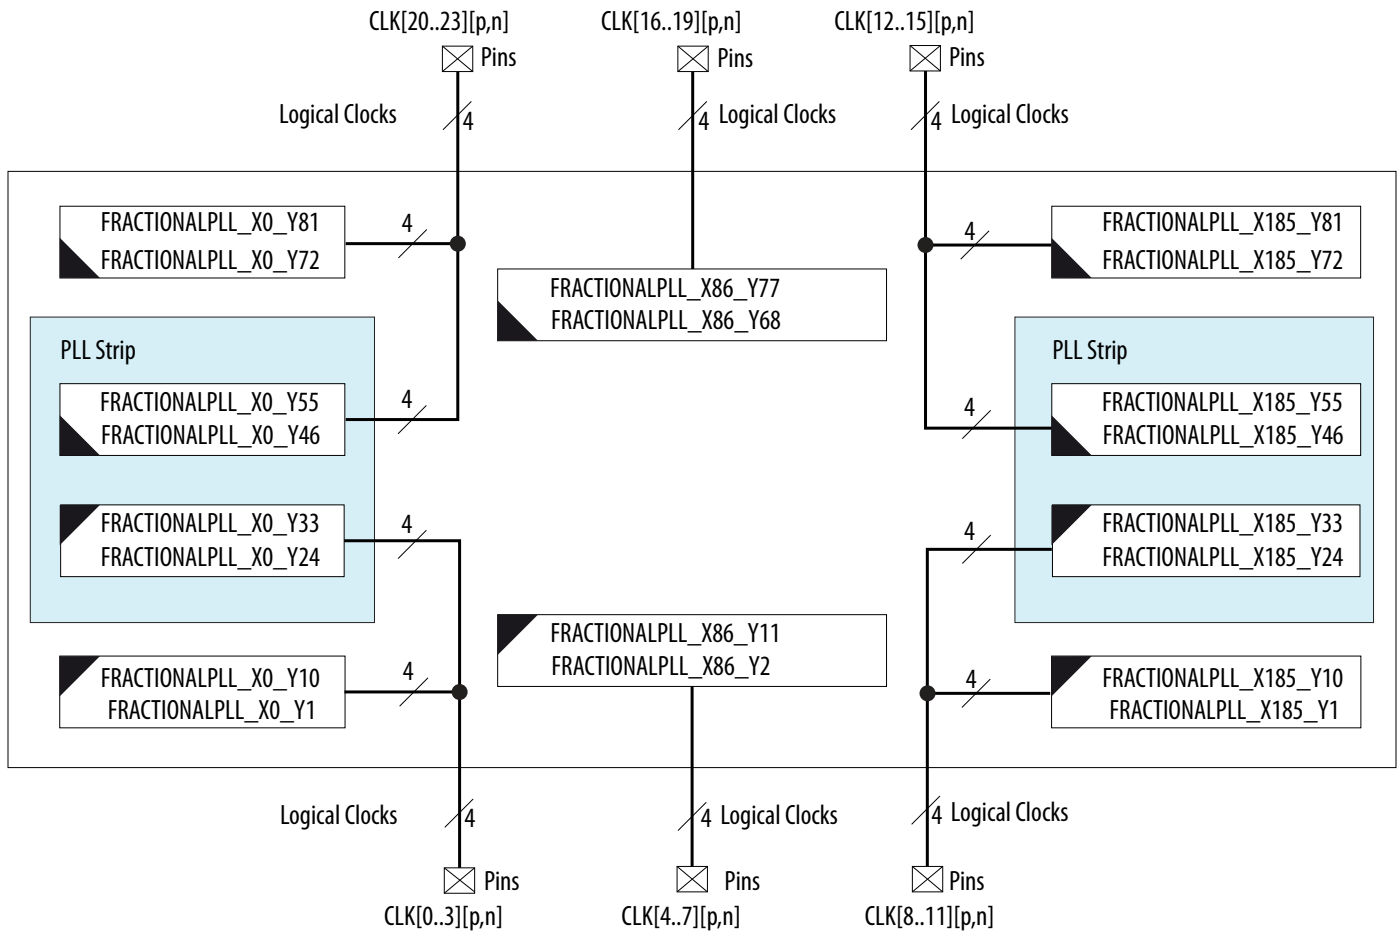 CLK[20..23][p,n]
CLK[16..19][p,n]
CLK[12..15][p,n]
Pins
Pins
Pins
Logical Clocks
4
4
Logical Clocks
4
Logical Clocks
FRACTIONALPLL_X0_Y81
FRACTIONALPLL_X0_Y72
4
4
FRACTIONALPLL_X185_Y81
FRACTIONALPLL_X185_Y72
FRACTIONALPLL_X86_Y77
FRACTIONALPLL_X86_Y68
PLL Strip
PLL Strip
FRACTIONALPLL_X0_Y55
FRACTIONALPLL_X0_Y46
4
4
FRACTIONALPLL_X185_Y55
FRACTIONALPLL_X185_Y46
FRACTIONALPLL_X0_Y33
FRACTIONALPLL_X0_Y24
4
4
FRACTIONALPLL_X185_Y33
FRACTIONALPLL_X185_Y24
FRACTIONALPLL_X86_Y11
FRACTIONALPLL_X86_Y2
FRACTIONALPLL_X0_Y10
FRACTIONALPLL_X0_Y1
4
4
FRACTIONALPLL_X185_Y10
FRACTIONALPLL_X185_Y1
Logical Clocks
4
4
Logical Clocks
4
Logical Clocks
Pins
Pins
Pins
CLK[0..3][p,n]
CLK[4..7][p,n]
CLK[8..11][p,n]